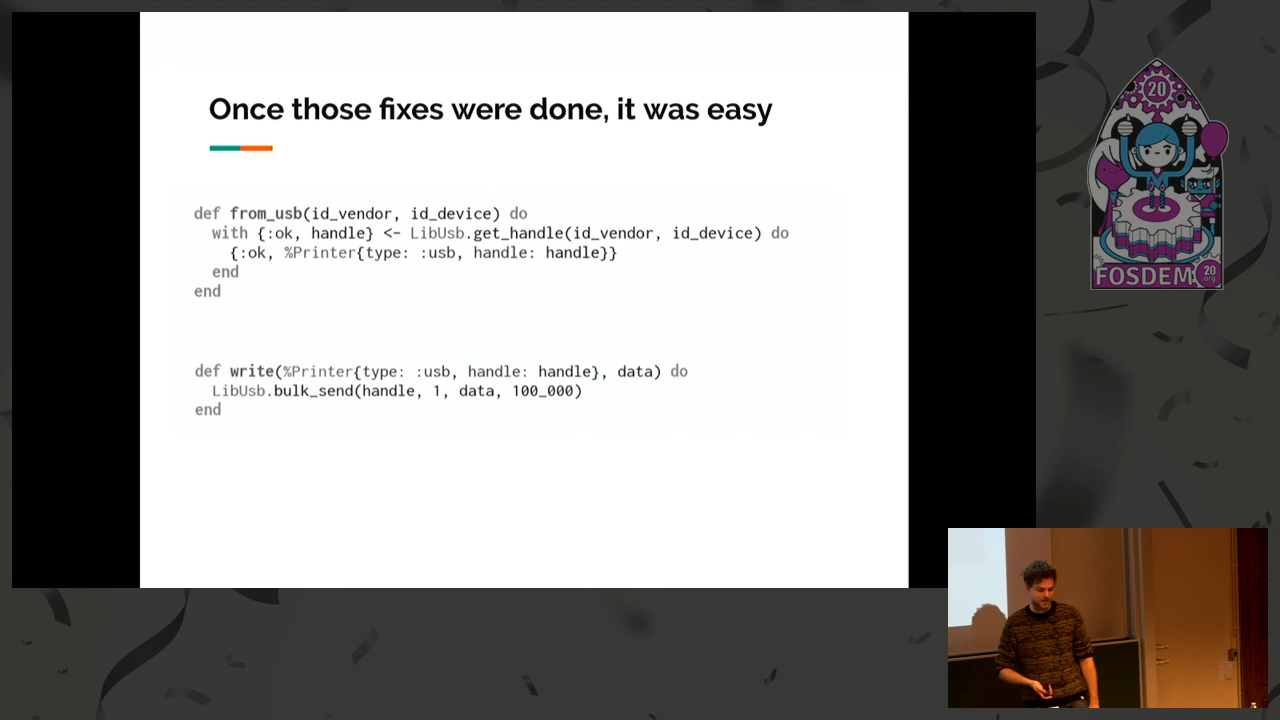 Once those fixes were done, it was easy
def from_usb(id_vendor, id_device) do
with {:ok, handle} <- LibUsb.get_handle(id_vendor, id_device) do
{:ok, %Printer{type: :usb, handle: handle}}
end
end
def write(%Printer{type: :usb, handle: handle}, data) do
LibUsb.bulk_send(handle, 1, data, 100_000)
end
20
FOSDEM
20
.org